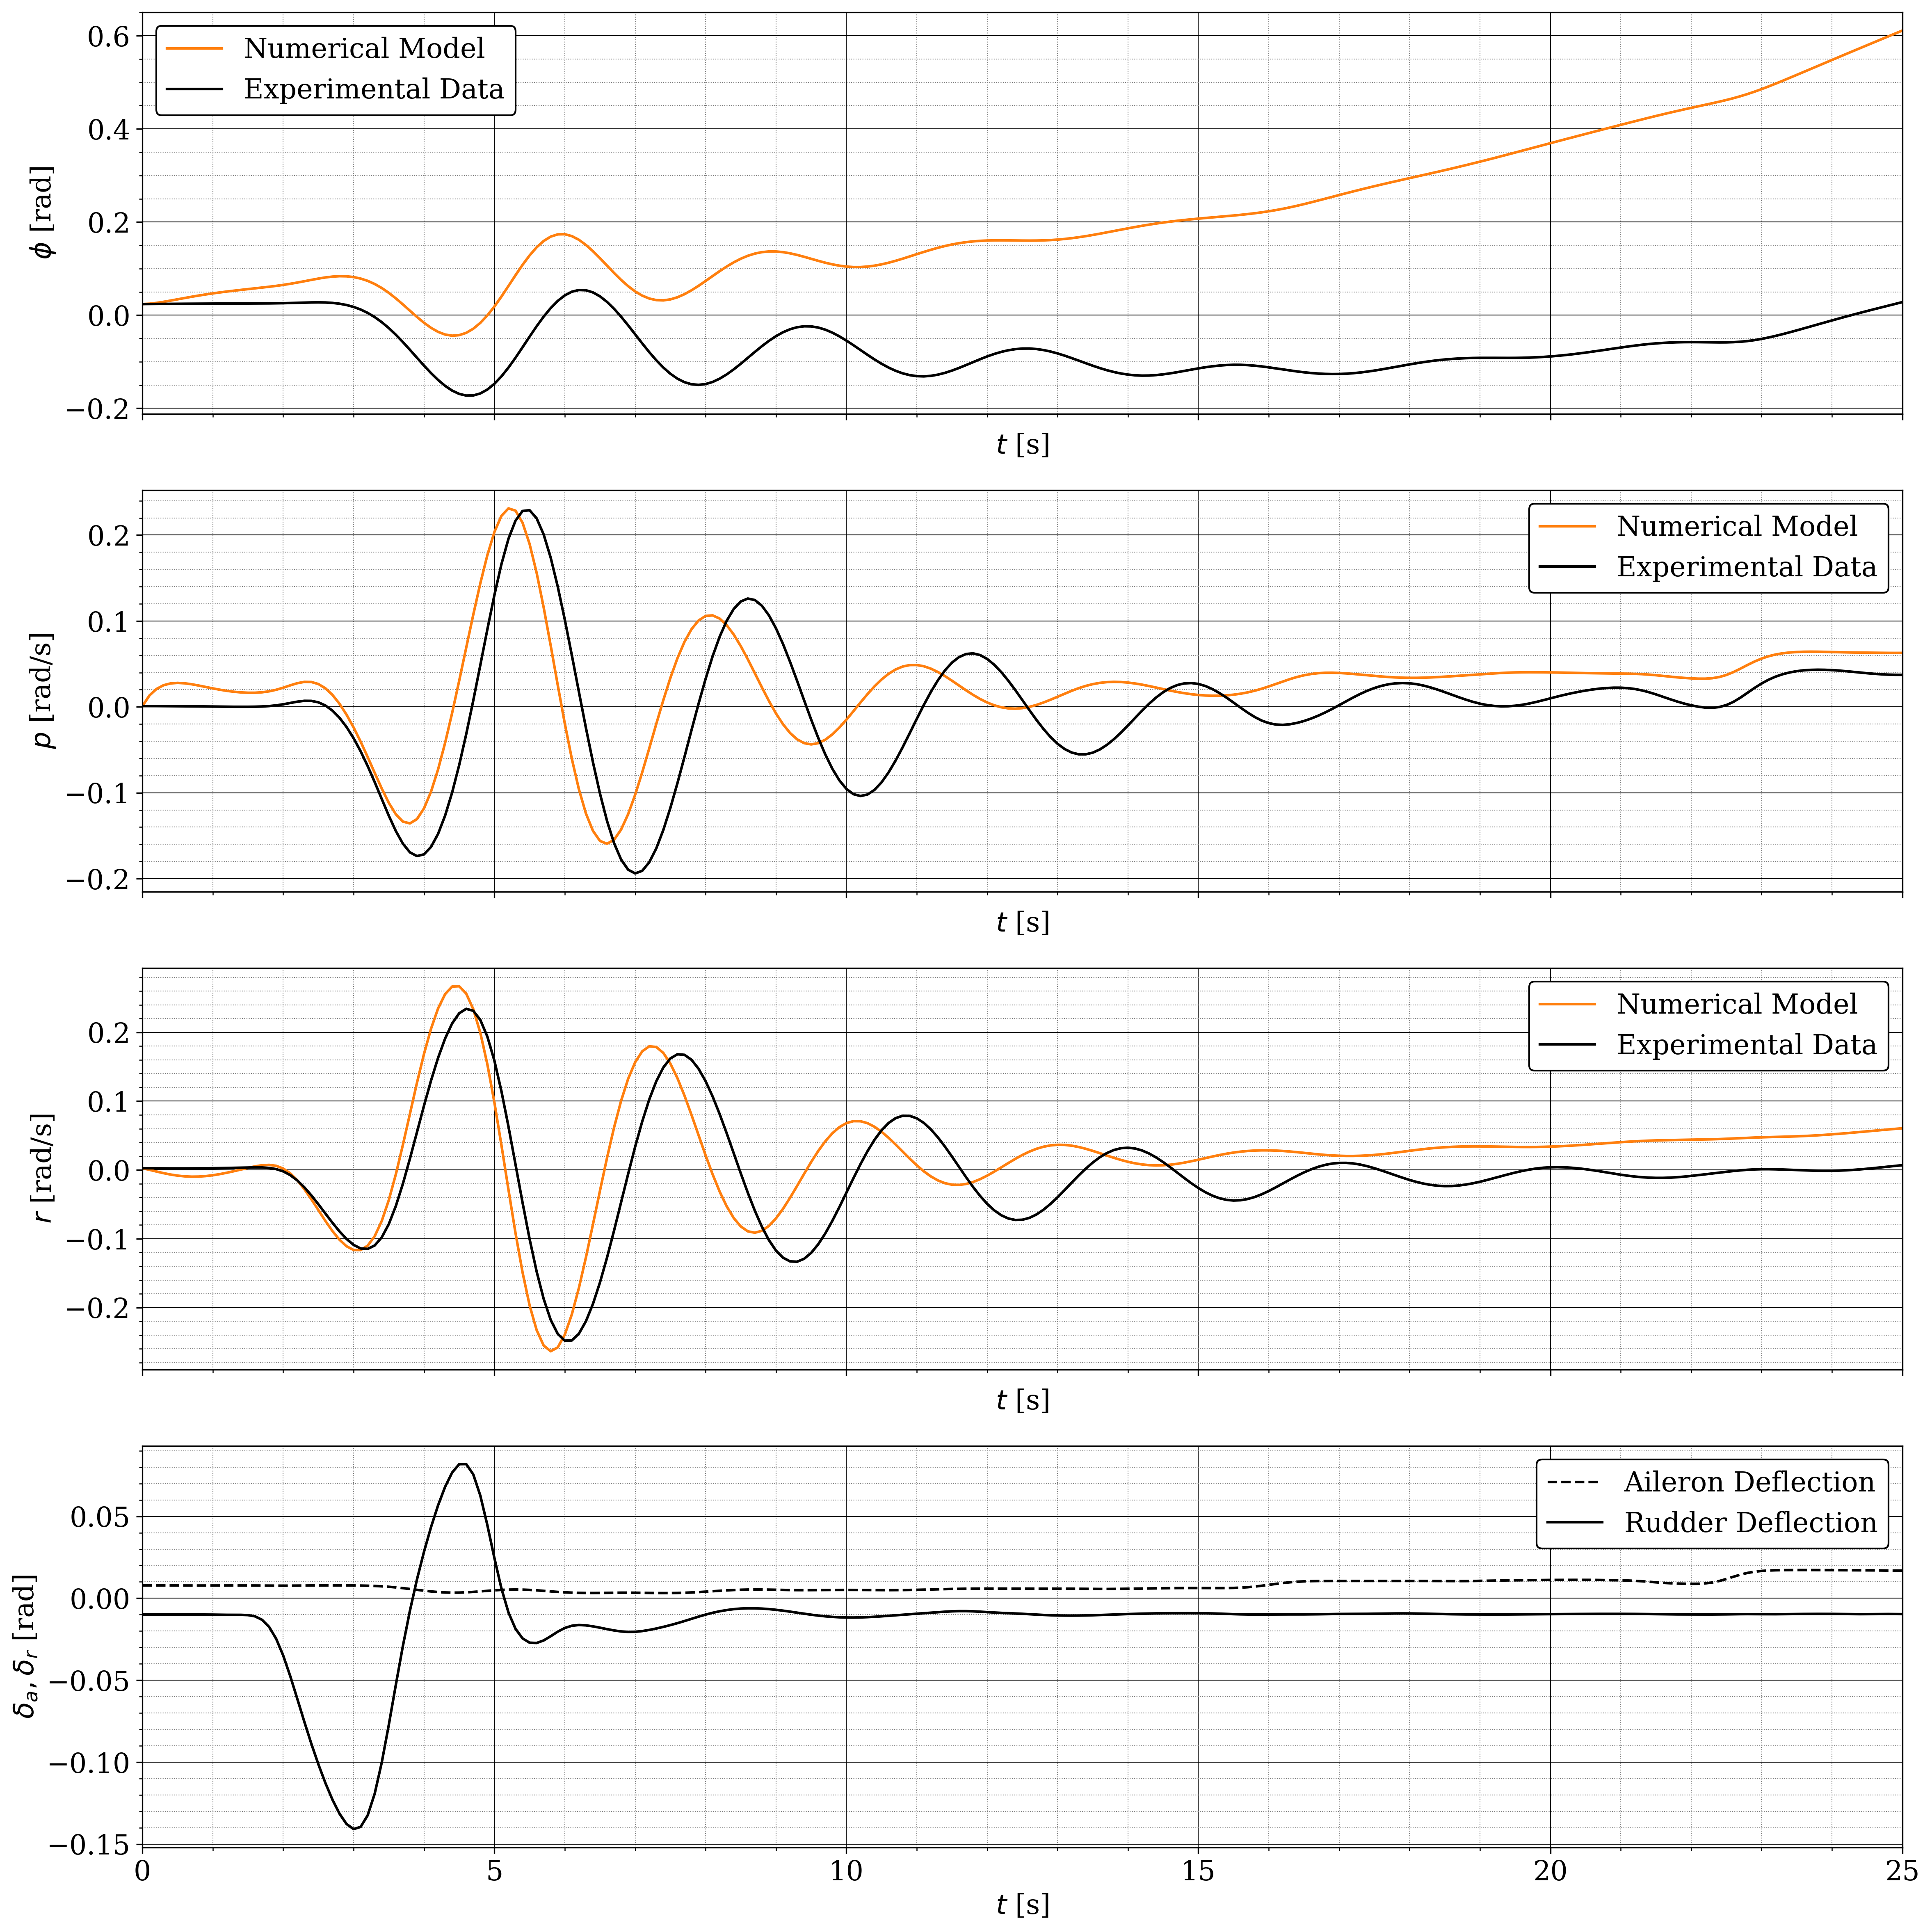 0.6
0.4
0.2
0.0
−0.2
ϕ [rad]
Numerical Model
Experimental Data
t [s]
0.2
0.1
0.0
−0.1
−0.2
p [rad/s]
Numerical Model
Experimental Data
t [s]
0.2
0.1
0.0
−0.1
−0.2
r [rad/s]
Numerical Model
Experimental Data
t [s]
0.05
0.00
−0.05
−0.10
−0.15
δa, δr [rad]
Aileron Deflection
Rudder Deflection
0 5 10 15 20 25
t [s]